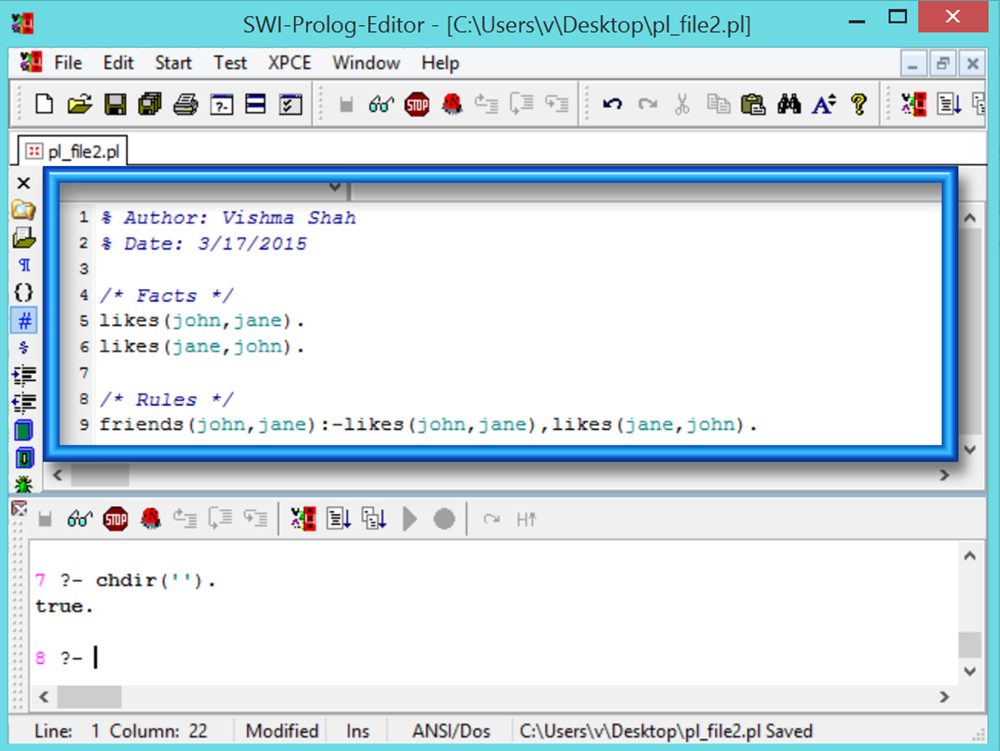 SWI-Prolog-Editor - [C:\Users\v\Desktop\pl_file2.pl]
File Edit Start Test XPCE Window Help
STOP
pl_file2.pl
1 % Author: Vishma Shah
2 % Date: 3/17/2015
3
4 /* Facts */
5 likes(john,jane).
6 likes(jane,john).
7
8 /* Rules */
9 friends(john,jane):-likes(john,jane),likes(jane,john).
STOP
7 ?- chdir('').
true.
8 ?-
Line: 1 Column: 22 Modified Ins ANSI/Dos C:\Users\v\Desktop\pl_file2.pl Saved